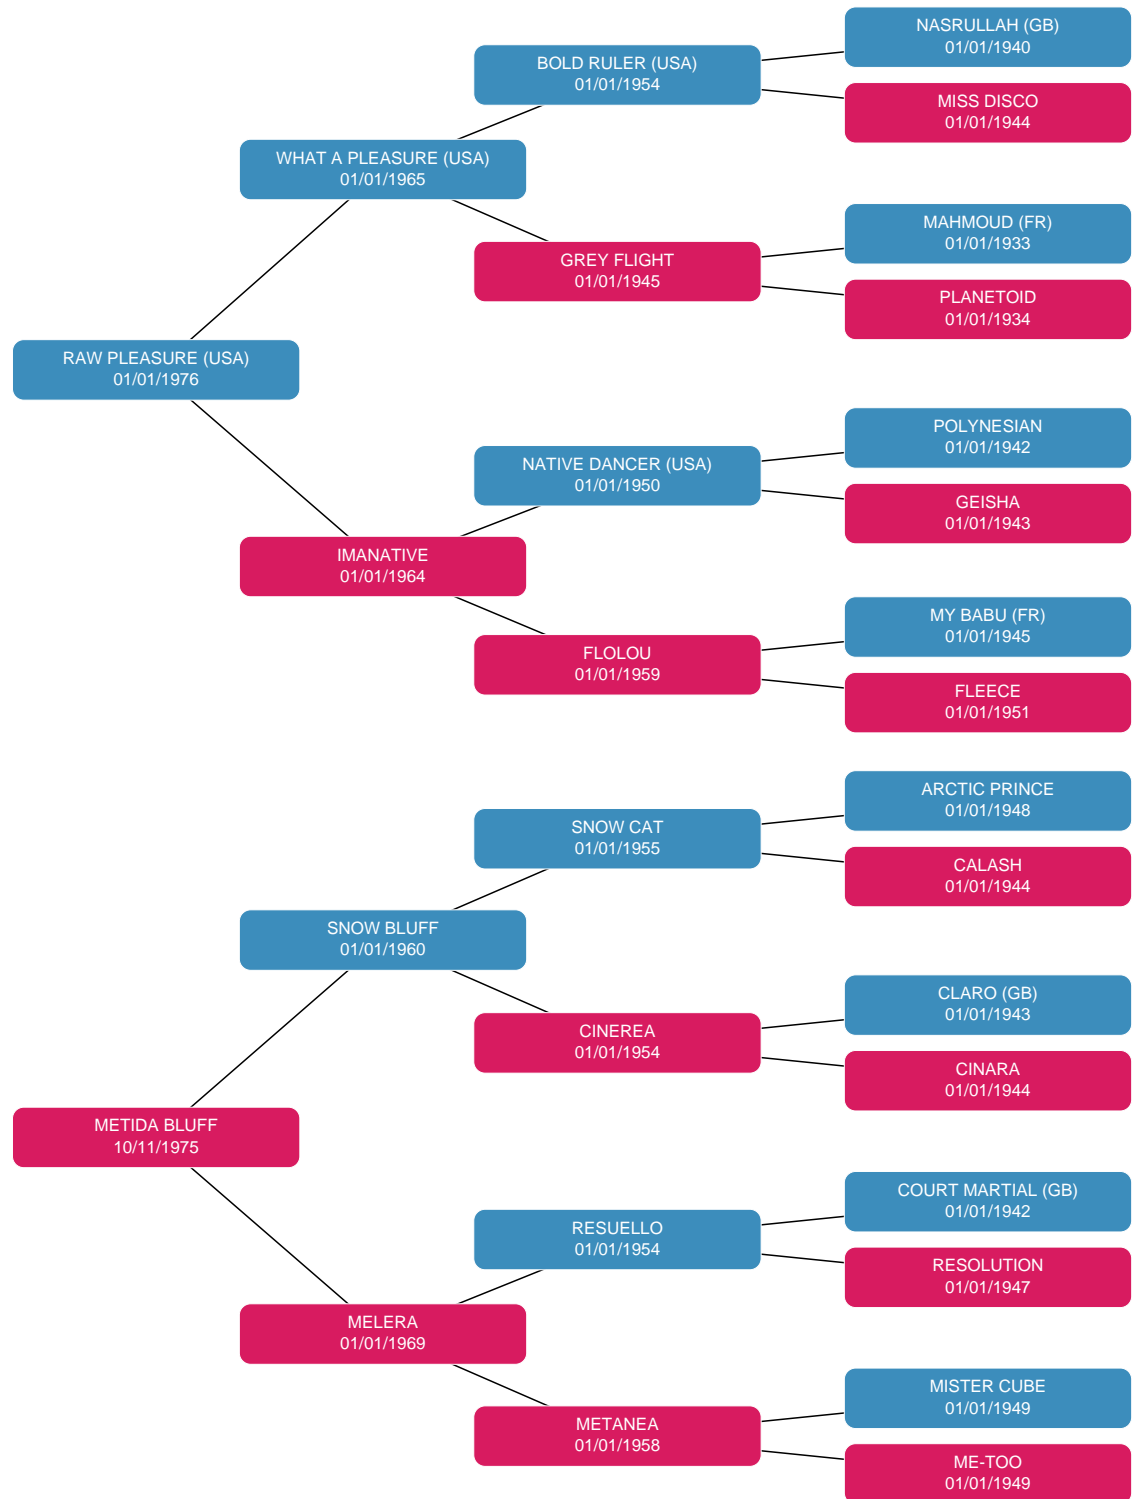 NASRULLAH (GB)
01/01/1940
BOLD RULER (USA)
01/01/1954
MISS DISCO
01/01/1944
WHAT A PLEASURE (USA)
01/01/1965
MAHMOUD (FR)
01/01/1933
GREY FLIGHT
01/01/1945
PLANETOID
01/01/1934
RAW PLEASURE (USA)
01/01/1976
POLYNESIAN
01/01/1942
NATIVE DANCER (USA)
01/01/1950
GEISHA
01/01/1943
IMANATIVE
01/01/1964
MY BABU (FR)
01/01/1945
FLOLOU
01/01/1959
FLEECE
01/01/1951
ARCTIC PRINCE
01/01/1948
SNOW CAT
01/01/1955
CALASH
01/01/1944
SNOW BLUFF
01/01/1960
CLARO (GB)
01/01/1943
CINEREA
01/01/1954
CINARA
01/01/1944
METIDA BLUFF
10/11/1975
COURT MARTIAL (GB)
01/01/1942
RESUELLO
01/01/1954
RESOLUTION
01/01/1947
MELERA
01/01/1969
MISTER CUBE
01/01/1949
METANEA
01/01/1958
ME-TOO
01/01/1949